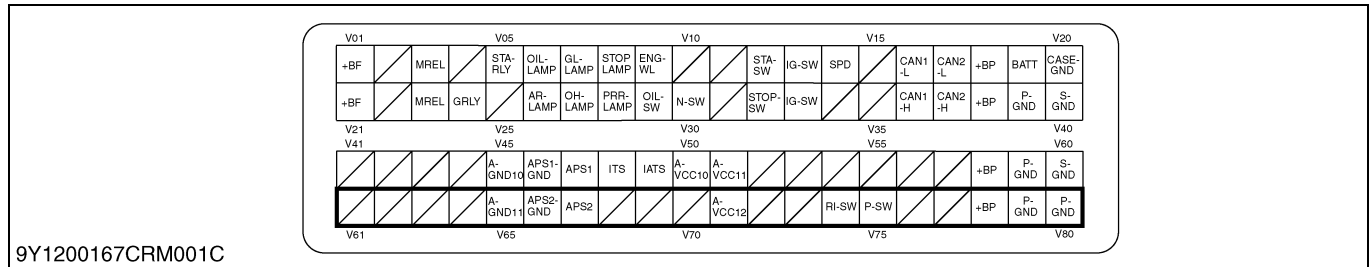 V01 V05 V10 V15 V20
+BF MREL STA-RLY OIL-LAMP GL-LAMP STOP LAMP ENG-WL STA-SW IG-SW SPD CAN1-L CAN2-L +BP BATT CASE-GND
+BF MREL GRLY AR-LAMP OH-LAMP PRR-LAMP OIL-SW N-SW STOP-SW IG-SW CAN1-H CAN2-H +BP P-GND S-GND
V21 V25 V30 V35 V40
V41 V45 V50 V55 V60
A-GND10 APS1-GND APS1 ITS IATS A-VCC10 A-VCC11 +BP P-GND S-GND
A-GND11 APS2-GND APS2 A-VCC12 RI-SW P-SW +BP P-GND P-GND
V61 V65 V70 V75 V80
9Y1200167CRM001C